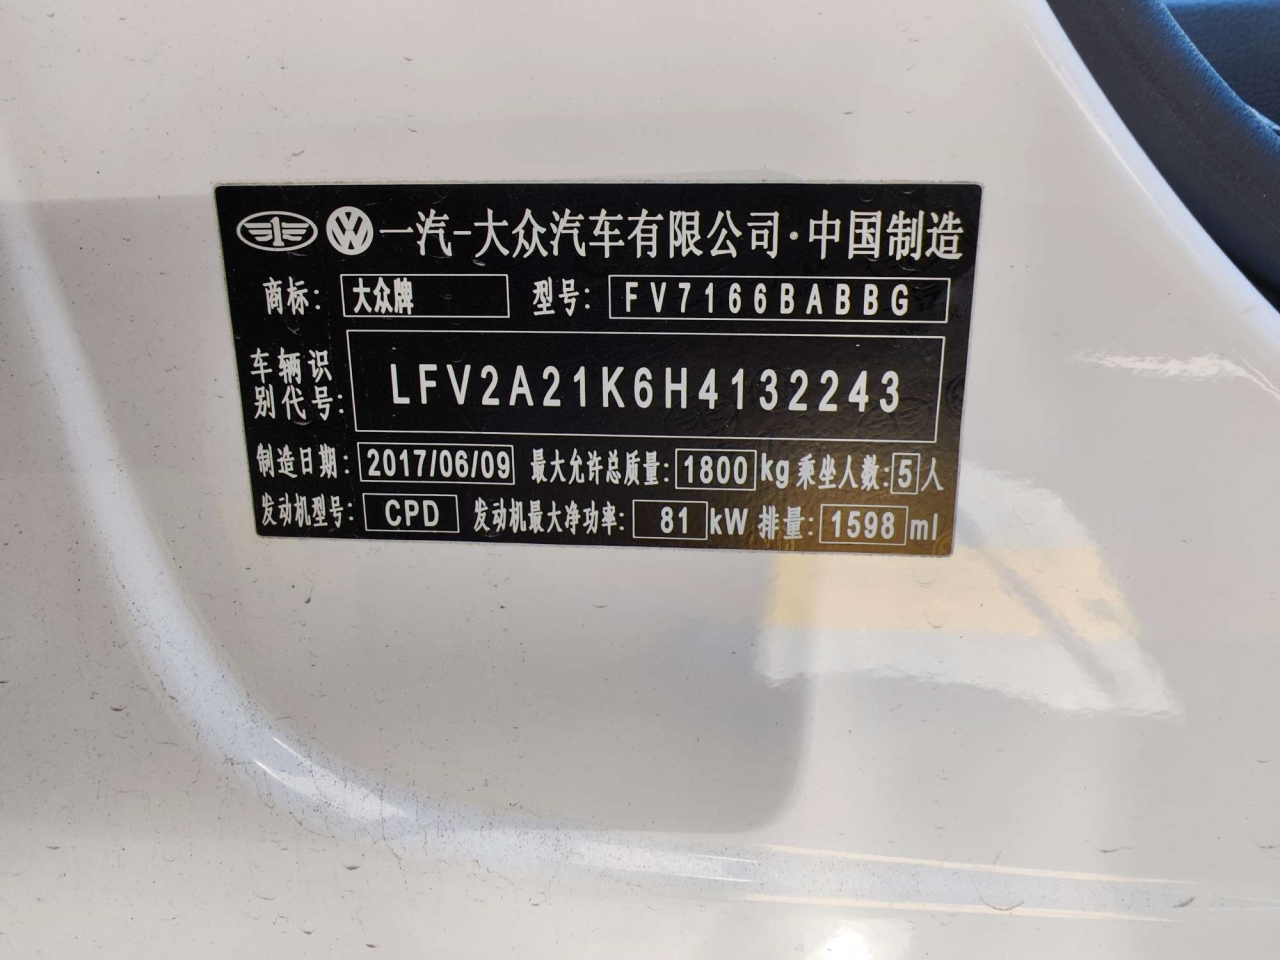 一汽-大众汽车有限公司·中国制造
商标: 大众牌 型号: FV7166BABBG
车辆识别代号: LFV2A21K6H4132243
制造日期: 2017/06/09 最大允许总质量: 1800 kg 乘坐人数: 5 人
发动机型号: CPD 发动机最大净功率: 81 kW 排量: 1598 ml